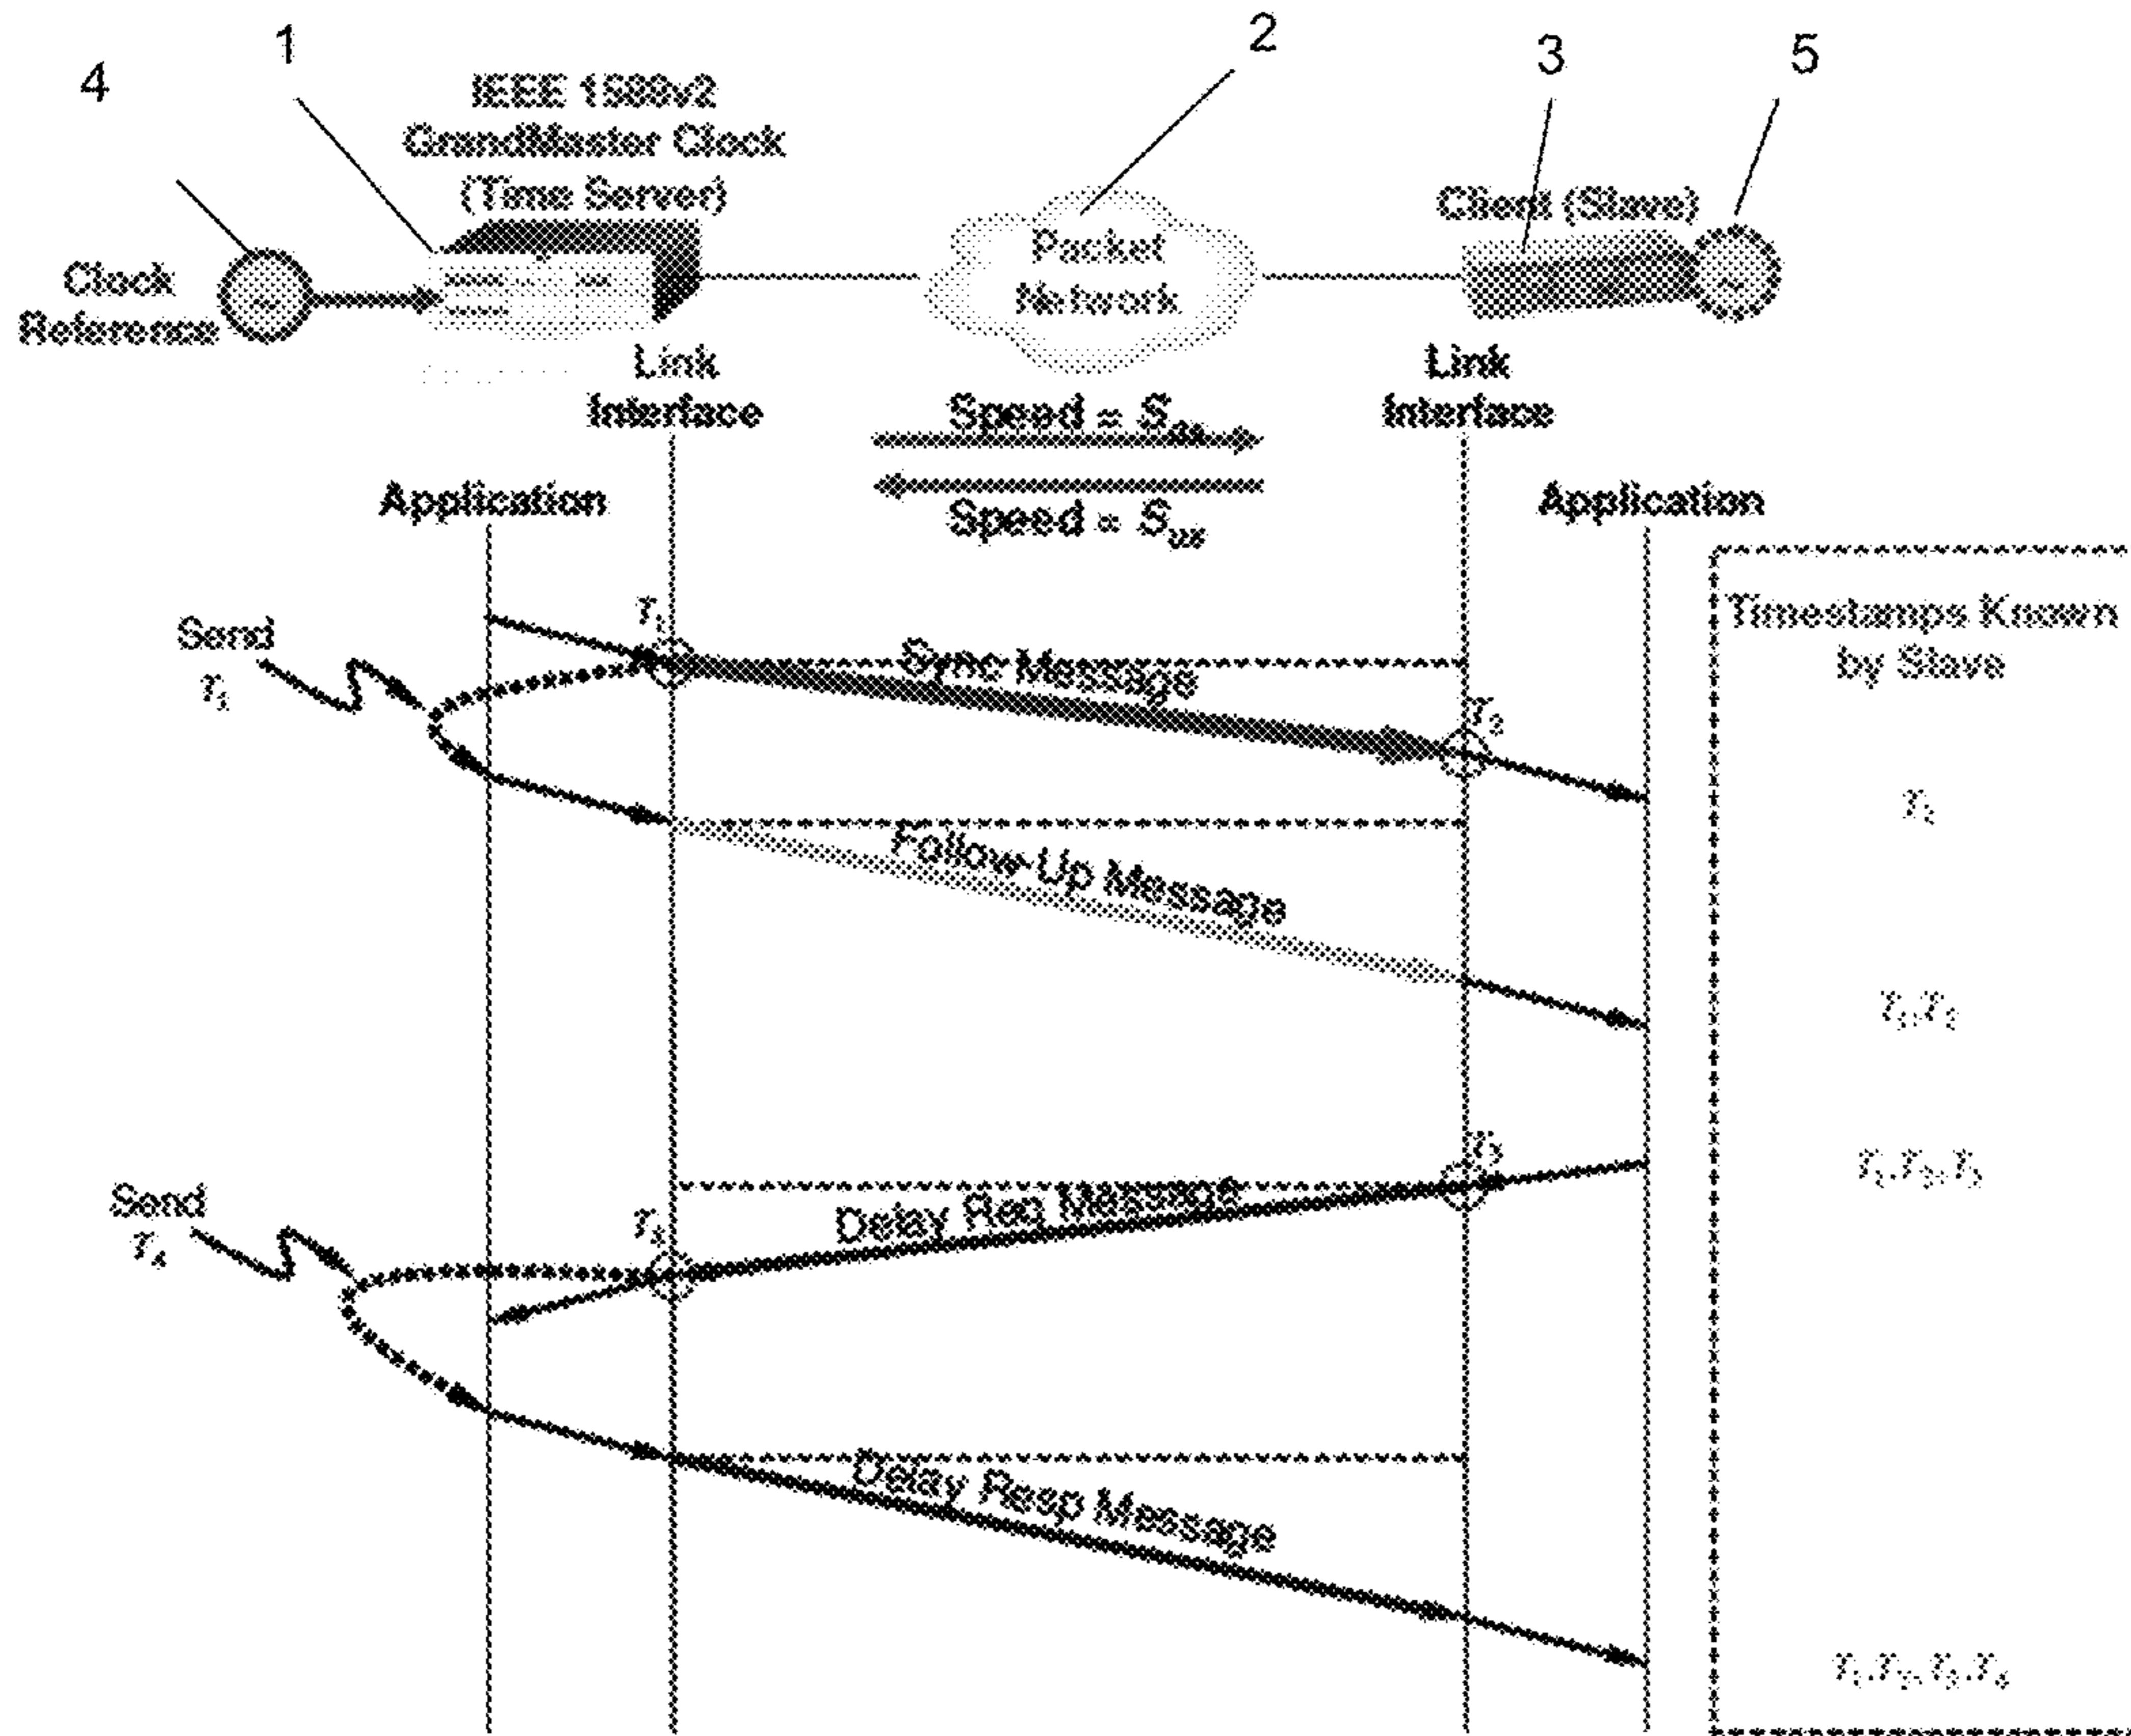 4
1
2
3
5
IEEE 1588v2
GrandMaster Clock
(Time Server)
Client (Slave)
Packet
Network
Clock
Reference
Link
Interface
Link
Interface
Speed = S_ds
Speed = S_us
Application
Application
Timestamps Known
by Slave
Send
T1
T1
Sync Message
T2
T2
Follow-Up Message
T1, T2
T3
T1, T2, T3
Send
T4
T4
Delay Req Message
Delay Resp Message
T1, T2, T3, T4